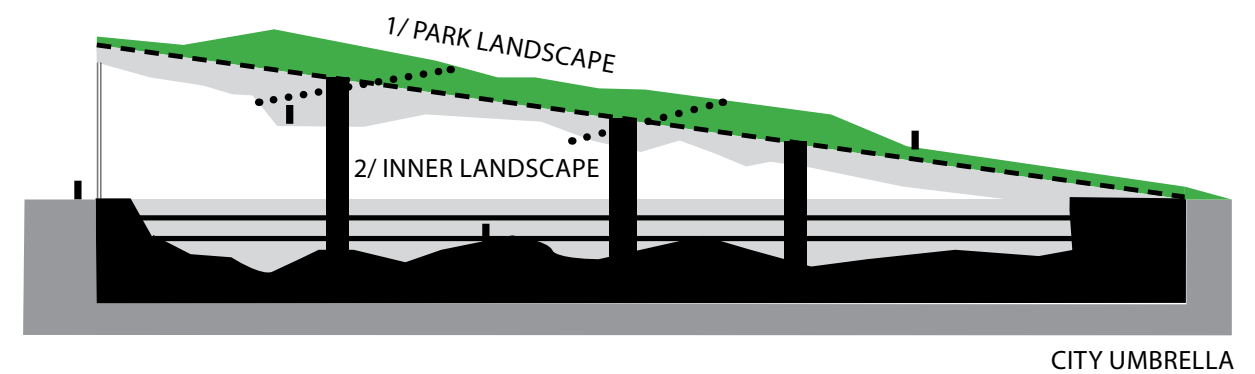 1/ PARK LANDSCAPE
2/ INNER LANDSCAPE
CITY UMBRELLA